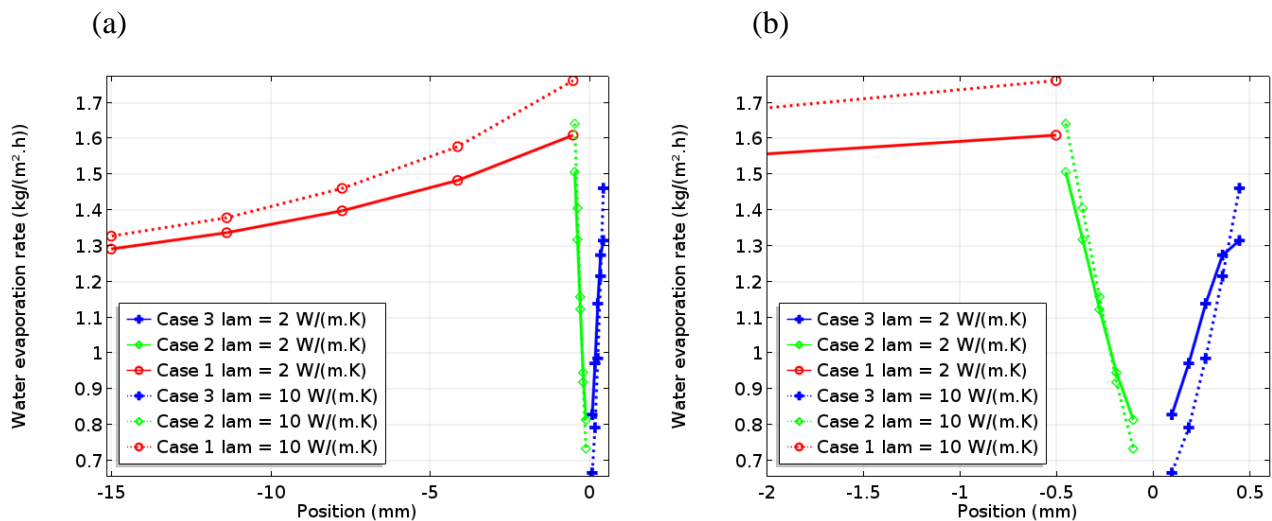 (a)
(b)
Water evaporation rate (kg/(m².h))
1.7
1.6
1.5
1.4
1.3
1.2
1.1
1
0.9
0.8
0.7
Case 3 lam = 2 W/(m.K)
Case 2 lam = 2 W/(m.K)
Case 1 lam = 2 W/(m.K)
Case 3 lam = 10 W/(m.K)
Case 2 lam = 10 W/(m.K)
Case 1 lam = 10 W/(m.K)
-15 -10 -5 0
Position (mm)
Water evaporation rate (kg/(m².h))
1.7
1.6
1.5
1.4
1.3
1.2
1.1
1
0.9
0.8
0.7
Case 3 lam = 2 W/(m.K)
Case 2 lam = 2 W/(m.K)
Case 1 lam = 2 W/(m.K)
Case 3 lam = 10 W/(m.K)
Case 2 lam = 10 W/(m.K)
Case 1 lam = 10 W/(m.K)
-2 -1.5 -1 -0.5 0 0.5
Position (mm)